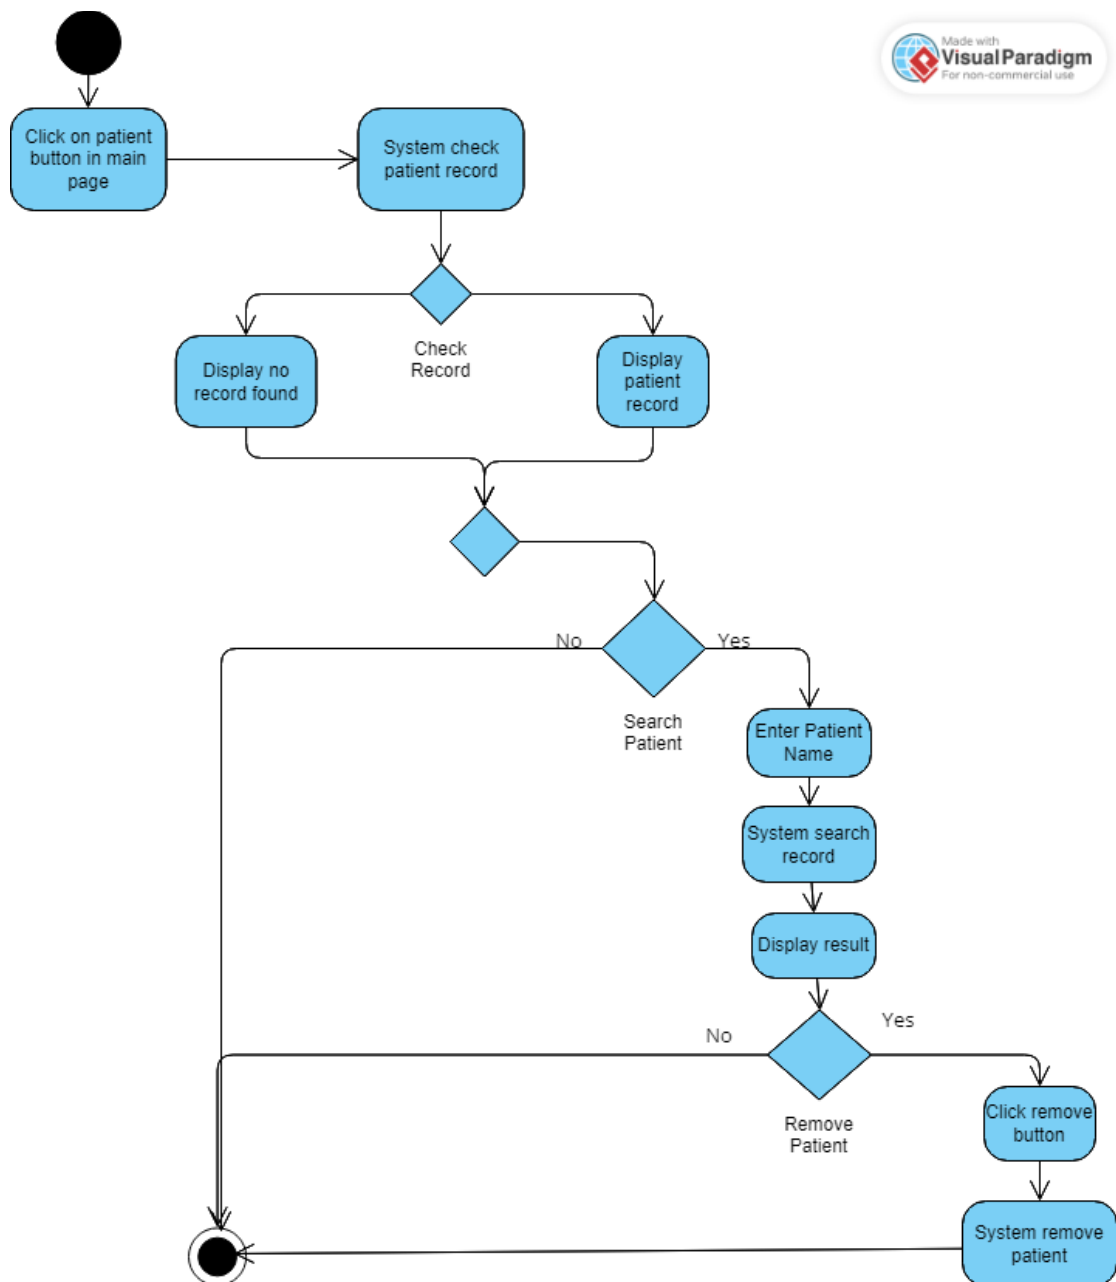 Made with
Visual Paradigm
For non-commercial use
Click on patient
button in main
page
System check
patient record
Check
Record
Display no
record found
Display
patient
record
No
Yes
Search
Patient
Enter Patient
Name
System search
record
Display result
No
Yes
Remove
Patient
Click remove
button
System remove
patient